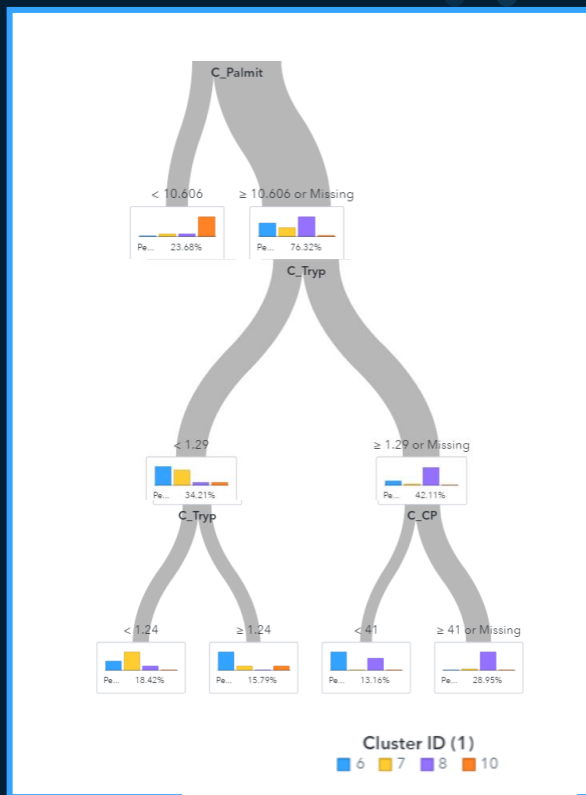 C_Palmit
< 10.606
≥ 10.606 or Missing
Pe... 23.68%
Pe... 76.32%
C_Tryp
< 1.29
≥ 1.29 or Missing
Pe... 34.21%
Pe... 42.11%
C_Tryp
C_CP
< 1.24
≥ 1.24
< 41
≥ 41 or Missing
Pe... 18.42%
Pe... 15.79%
Pe... 13.16%
Pe... 28.95%
Cluster ID (1)
6 7 8 10